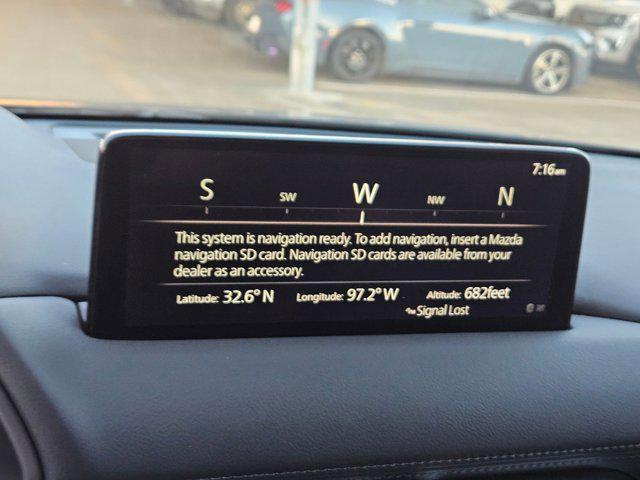 7:16am
S SW W NW N
This system is navigation ready. To add navigation, insert a Mazda
navigation SD card. Navigation SD cards are available from your
dealer as an accessory.
Latitude: 32.6° N Longitude: 97.2° W Altitude: 682feet
Signal Lost